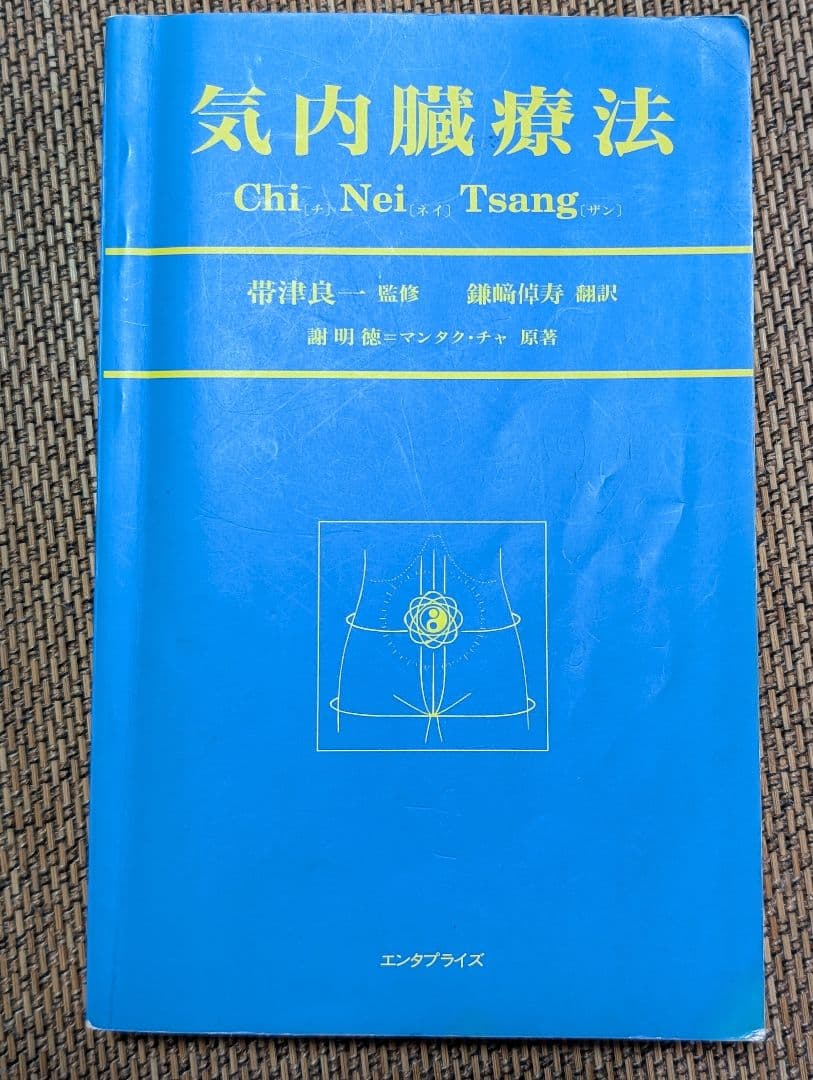 気内臓療法
Chi〔チ〕 Nei〔ネイ〕 Tsang〔ザン〕
帯津良一 監修 鎌﨑倬寿 翻訳
謝明徳=マンタク・チャ 原著
エンタプライズ